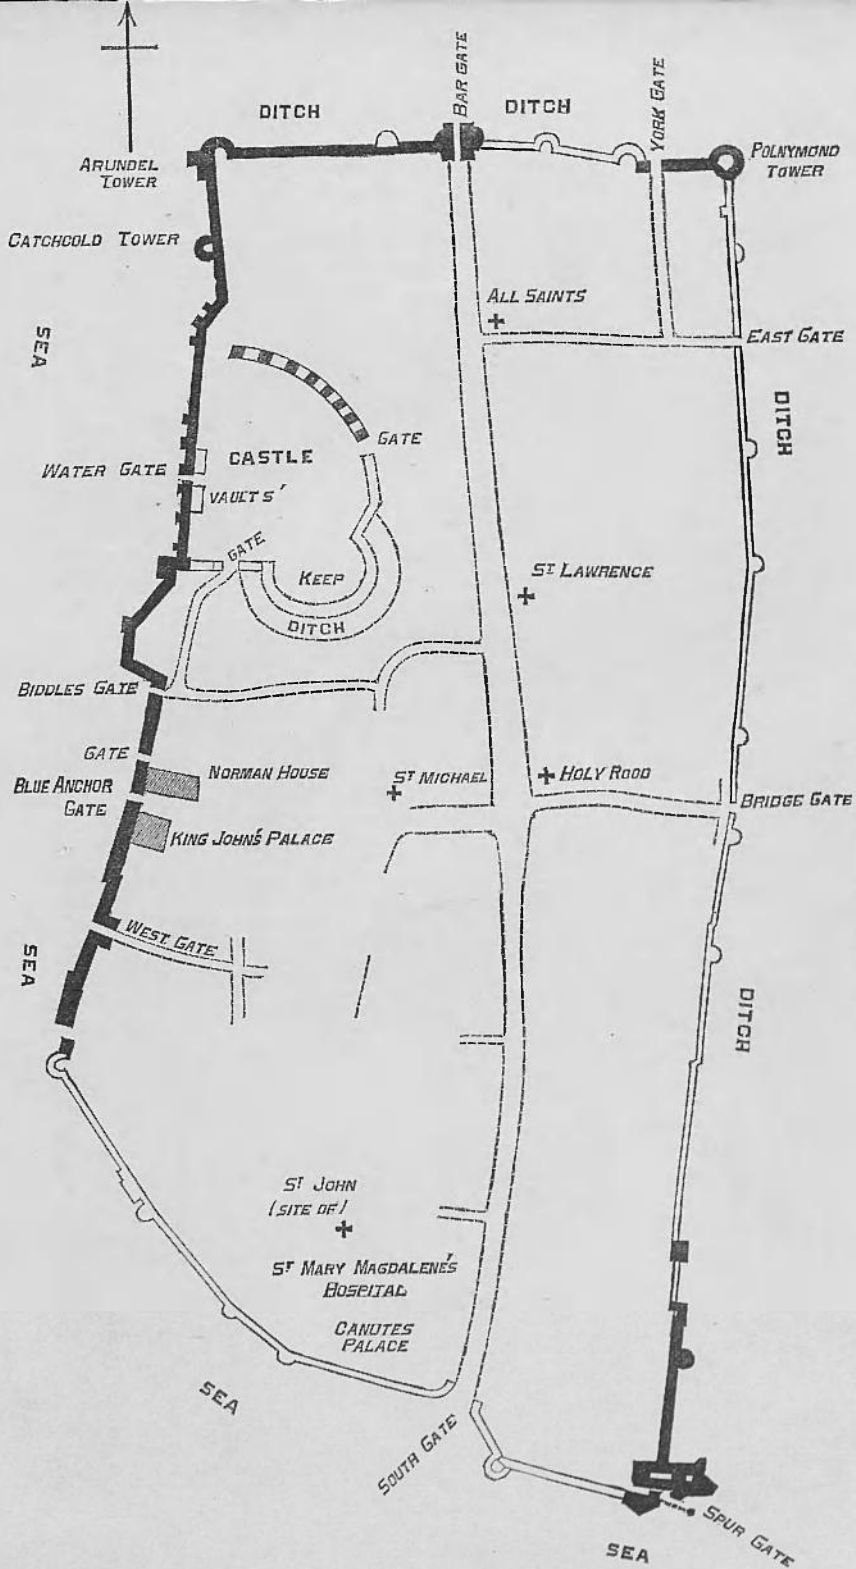 BAR GATE
DITCH
DITCH
YORK GATE
ARUNDEL
TOWER
POLNYMOND
TOWER
CATCHCOLD TOWER
ALL SAINTS
SEA
EAST GATE
DITCH
GATE
CASTLE
WATER GATE
VAULTS'
GATE
KEEP
DITCH
ST LAWRENCE
BIDDLES GATE
GATE
BLUE ANCHOR
GATE
NORMAN HOUSE
ST MICHAEL
HOLY ROOD
BRIDGE GATE
KING JOHN'S PALACE
WEST GATE
SEA
DITCH
ST JOHN
(SITE OF)
ST MARY MAGDALENE'S
HOSPITAL
CANUTES
PALACE
SEA
SOUTH GATE
SPUR GATE
SEA